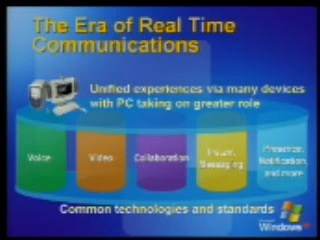 The Era of Real Time
Communications
Unified experiences via many devices
with PC taking on greater role
Voice
Video
Collaboration
Instant
Messaging
Presence,
Notification,
and more
Common technologies and standards
Windows